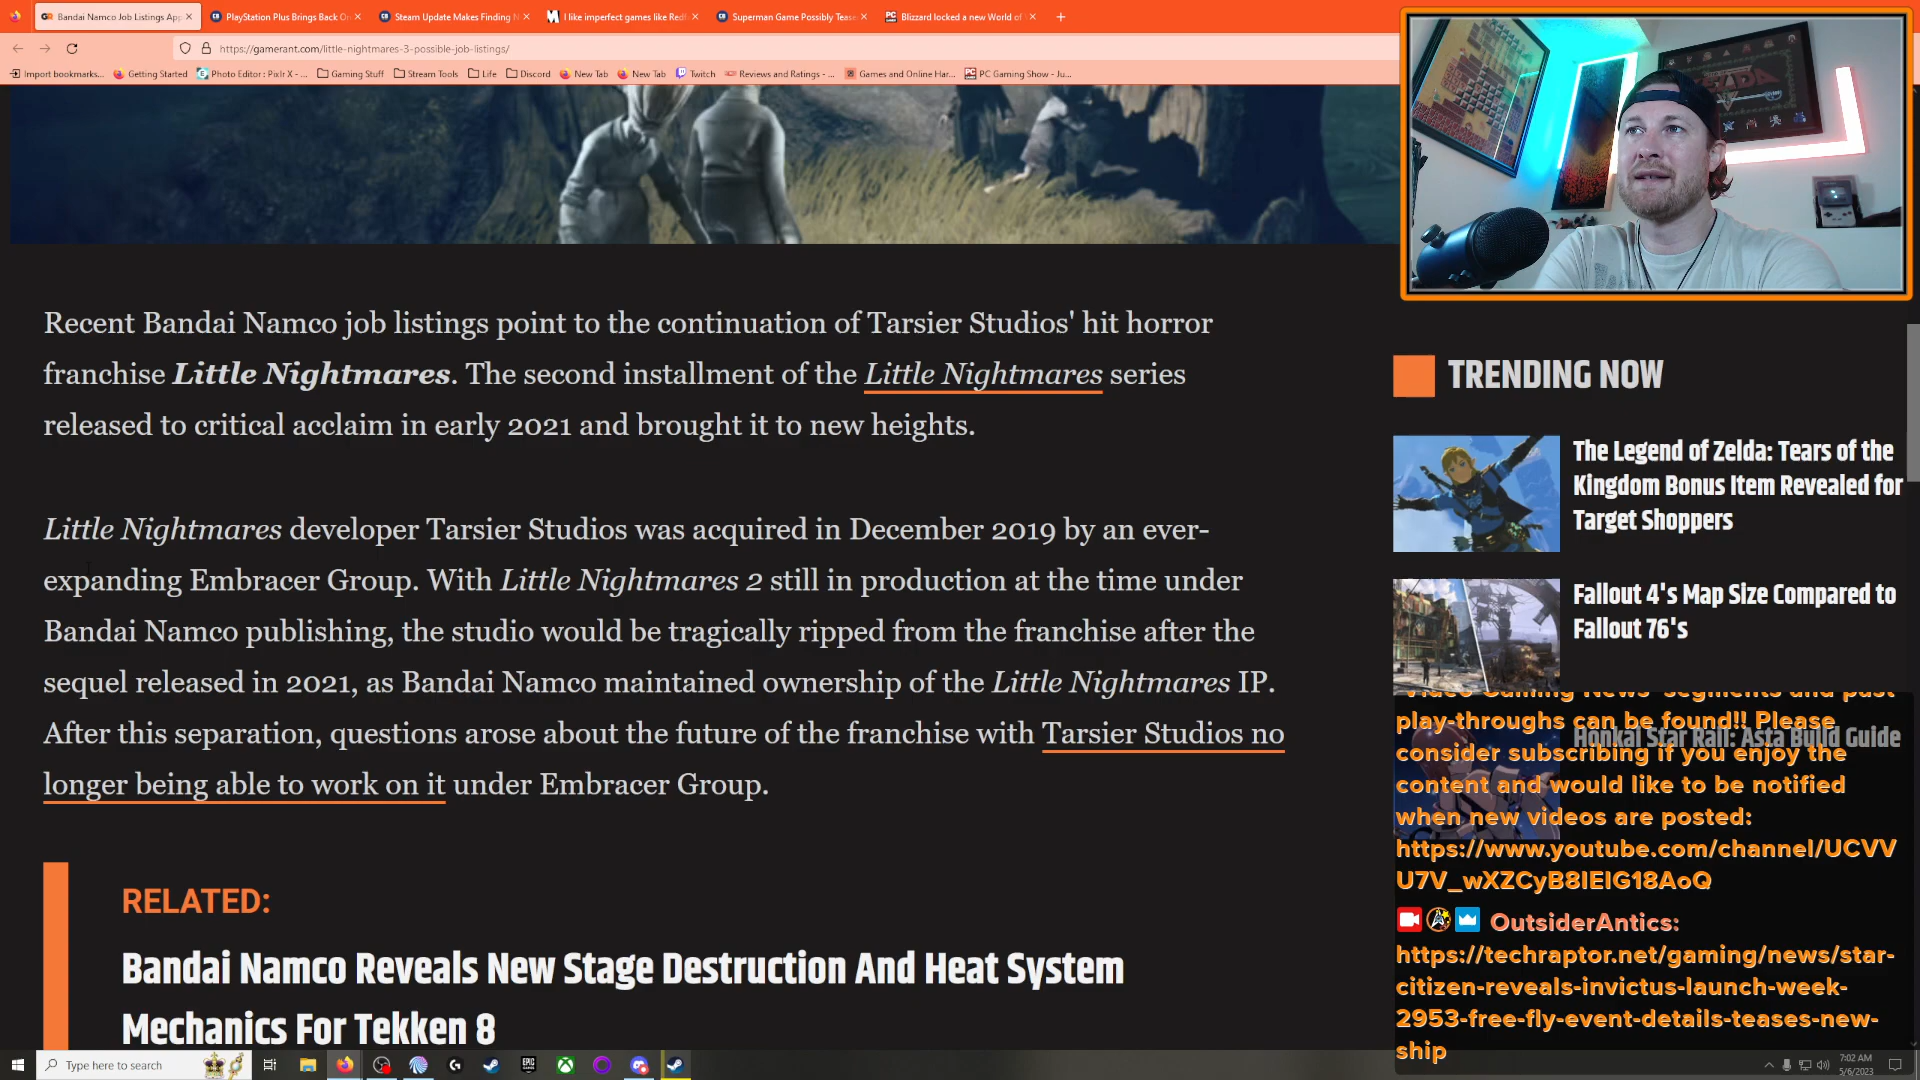 Bandai Namco Job Listings App
PlayStation Plus Brings Back On
Steam Update Makes Finding N
I like imperfect games like Redf
Superman Game Possibly Tease
Blizzard locked a new World of
https://gamerant.com/little-nightmares-3-possible-job-listings/
Import bookmarks... Getting Started Photo Editor : Pixlr X - ... Gaming Stuff Stream Tools Life Discord New Tab New Tab Twitch Reviews and Ratings - ... Games and Online Har... PC Gaming Show - Ju...
ZELDA
Recent Bandai Namco job listings point to the continuation of Tarsier Studios' hit horror
franchise Little Nightmares. The second installment of the Little Nightmares series
released to critical acclaim in early 2021 and brought it to new heights.
Little Nightmares developer Tarsier Studios was acquired in December 2019 by an ever-
expanding Embracer Group. With Little Nightmares 2 still in production at the time under
Bandai Namco publishing, the studio would be tragically ripped from the franchise after the
sequel released in 2021, as Bandai Namco maintained ownership of the Little Nightmares IP.
After this separation, questions arose about the future of the franchise with Tarsier Studios no
longer being able to work on it under Embracer Group.
RELATED:
Bandai Namco Reveals New Stage Destruction And Heat System
Mechanics For Tekken 8
TRENDING NOW
The Legend of Zelda: Tears of the
Kingdom Bonus Item Revealed for
Target Shoppers
Fallout 4's Map Size Compared to
Fallout 76's
Honkai Star Rail: Asta Build Guide
"Video Gaming News" segments and past
play-throughs can be found!! Please
consider subscribing if you enjoy the
content and would like to be notified
when new videos are posted:
https://www.youtube.com/channel/UCVV
U7V_wXZCyB8IEIG18AoQ
OutsiderAntics:
https://techraptor.net/gaming/news/star-
citizen-reveals-invictus-launch-week-
2953-free-fly-event-details-teases-new-
ship
Type here to search
7:02 AM
5/6/2023